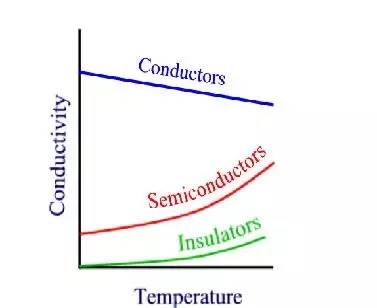 Conductors
Conductivity
Semiconductors
Insulators
Temperature